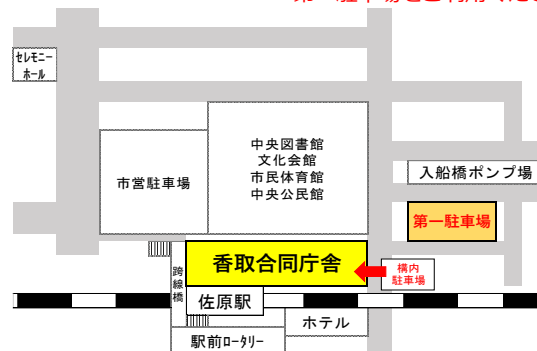 セレモニー
ホール
中央図書館
文化会館
市民体育館
中央公民館
市営駐車場
入船橋ポンプ場
第一駐車場
香取合同庁舎
構内
駐車場
跨線橋
佐原駅
ホテル
駅前ロータリー